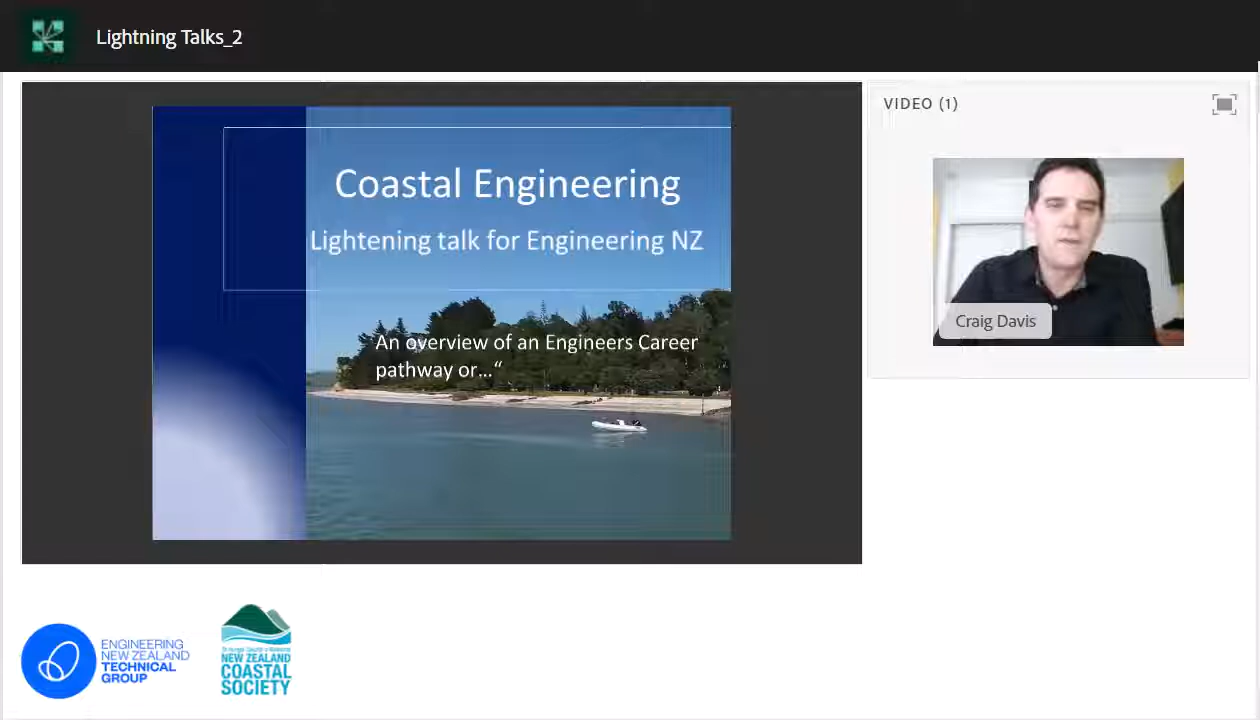 Lightning Talks_2
Coastal Engineering
Lightening talk for Engineering NZ
An overview of an Engineers Career
pathway or…“
VIDEO (1)
Craig Davis
ENGINEERING
NEW ZEALAND
TECHNICAL
GROUP
NEW ZEALAND
COASTAL
SOCIETY